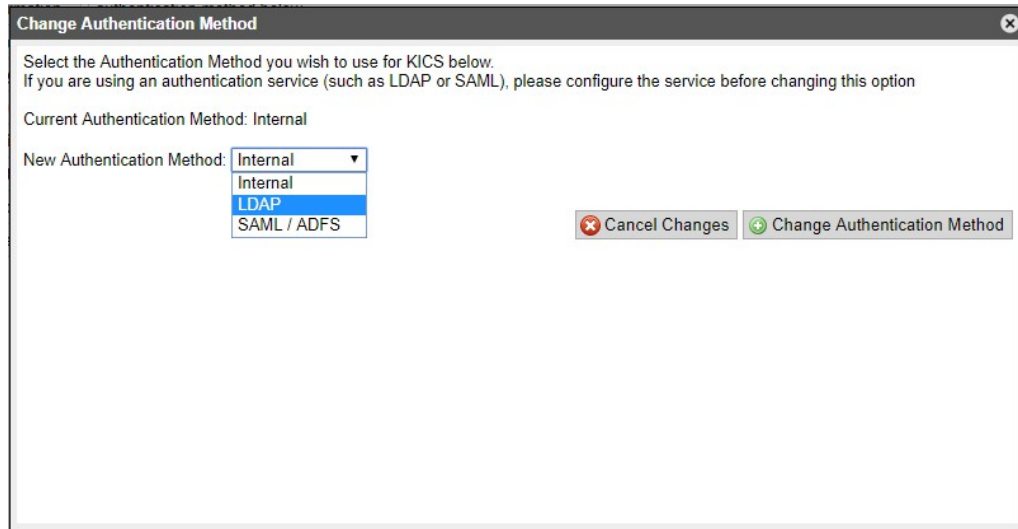 Change Authentication Method
Select the Authentication Method you wish to use for KICS below.
If you are using an authentication service (such as LDAP or SAML), please configure the service before changing this option
Current Authentication Method: Internal
New Authentication Method: Internal
Internal
LDAP
SAML / ADFS
Cancel Changes
Change Authentication Method